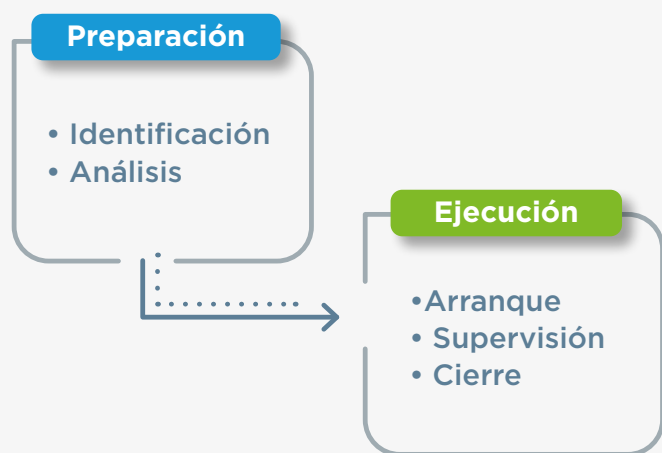 Preparación
• Identificación
• Análisis
Ejecución
•Arranque
• Supervisión
• Cierre